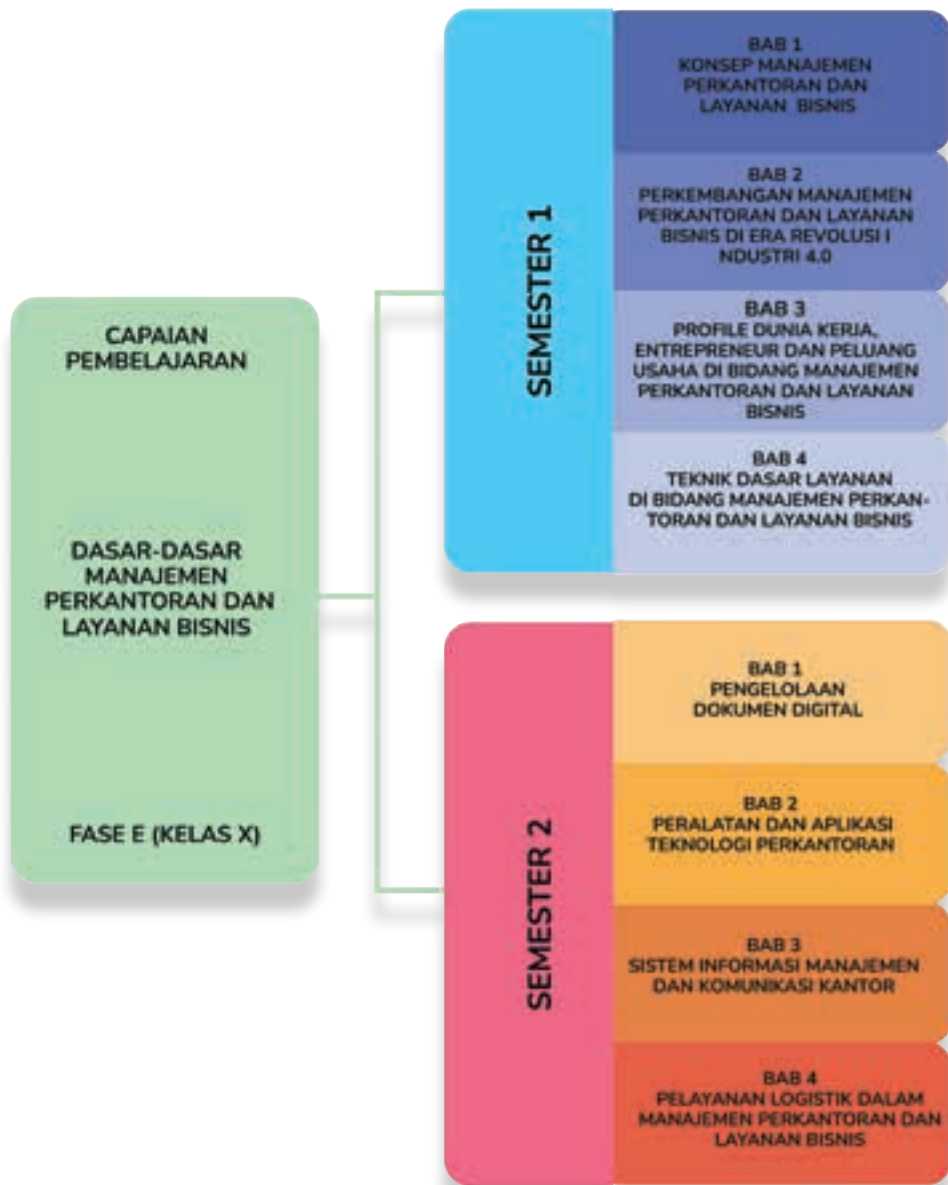 CAPAIAN
PEMBELAJARAN
DASAR-DASAR
MANAJEMEN
PERKANTORAN DAN
LAYANAN BISNIS
FASE E (KELAS X)
SEMESTER 1
BAB 1
KONSEP MANAJEMEN
PERKANTORAN DAN
LAYANAN BISNIS
BAB 2
PERKEMBANGAN MANAJEMEN
PERKANTORAN DAN LAYANAN
BISNIS DI ERA REVOLUSI I
NDUSTRI 4.0
BAB 3
PROFILE DUNIA KERJA,
ENTREPRENEUR DAN PELUANG
USAHA DI BIDANG MANAJEMEN
PERKANTORAN DAN LAYANAN
BISNIS
BAB 4
TEKNIK DASAR LAYANAN
DI BIDANG MANAJEMEN PERKAN-
TORAN DAN LAYANAN BISNIS
SEMESTER 2
BAB 1
PENGELOLAAN
DOKUMEN DIGITAL
BAB 2
PERALATAN DAN APLIKASI
TEKNOLOGI PERKANTORAN
BAB 3
SISTEM INFORMASI MANAJEMEN
DAN KOMUNIKASI KANTOR
BAB 4
PELAYANAN LOGISTIK DALAM
MANAJEMEN PERKANTORAN DAN
LAYANAN BISNIS